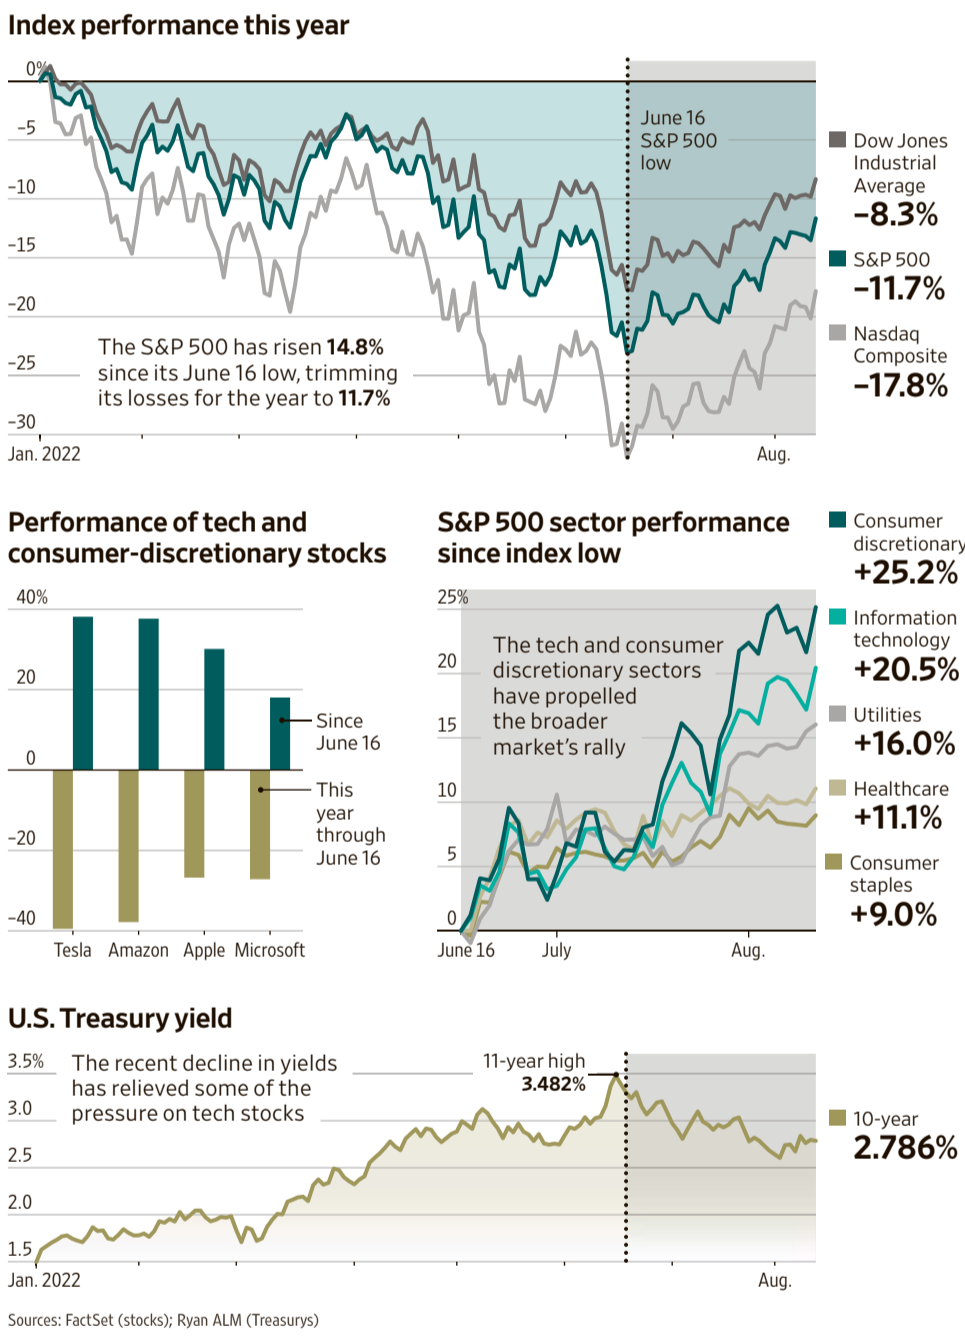 Index performance this year
0%
−5
−10
−15
−20
−25
−30
June 16
S&P 500
low
The S&P 500 has risen 14.8%
since its June 16 low, trimming
its losses for the year to 11.7%
Jan. 2022
Aug.
Dow Jones
Industrial
Average
−8.3%
S&P 500
−11.7%
Nasdaq
Composite
−17.8%
Performance of tech and
consumer-discretionary stocks
40%
20
0
−20
−40
Since
June 16
This
year
through
June 16
Tesla
Amazon
Apple
Microsoft
S&P 500 sector performance
since index low
25%
20
15
10
5
0
The tech and consumer
discretionary sectors
have propelled
the broader
market’s rally
June 16
July
Aug.
Consumer
discretionary
+25.2%
Information
technology
+20.5%
Utilities
+16.0%
Healthcare
+11.1%
Consumer
staples
+9.0%
U.S. Treasury yield
3.5%
3.0
2.5
2.0
1.5
The recent decline in yields
has relieved some of the
pressure on tech stocks
11-year high
3.482%
Jan. 2022
Aug.
10-year
2.786%
Sources: FactSet (stocks); Ryan ALM (Treasurys)